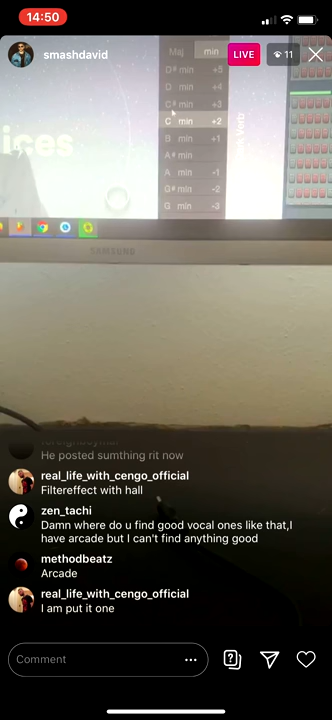 14:50
smashdavid
LIVE
11
Maj min
D# min +5
D min +4
C# min +3
C min +2
B min +1
A# min
A min -1
G# min -2
G min -3
ices
SAMSUNG
He posted sumthing rit now
real_life_with_cengo_official
Filtereffect with hall
zen_tachi
Damn where do u find good vocal ones like that,I
have arcade but I can't find anything good
methodbeatz
Arcade
real_life_with_cengo_official
I am put it one
Comment